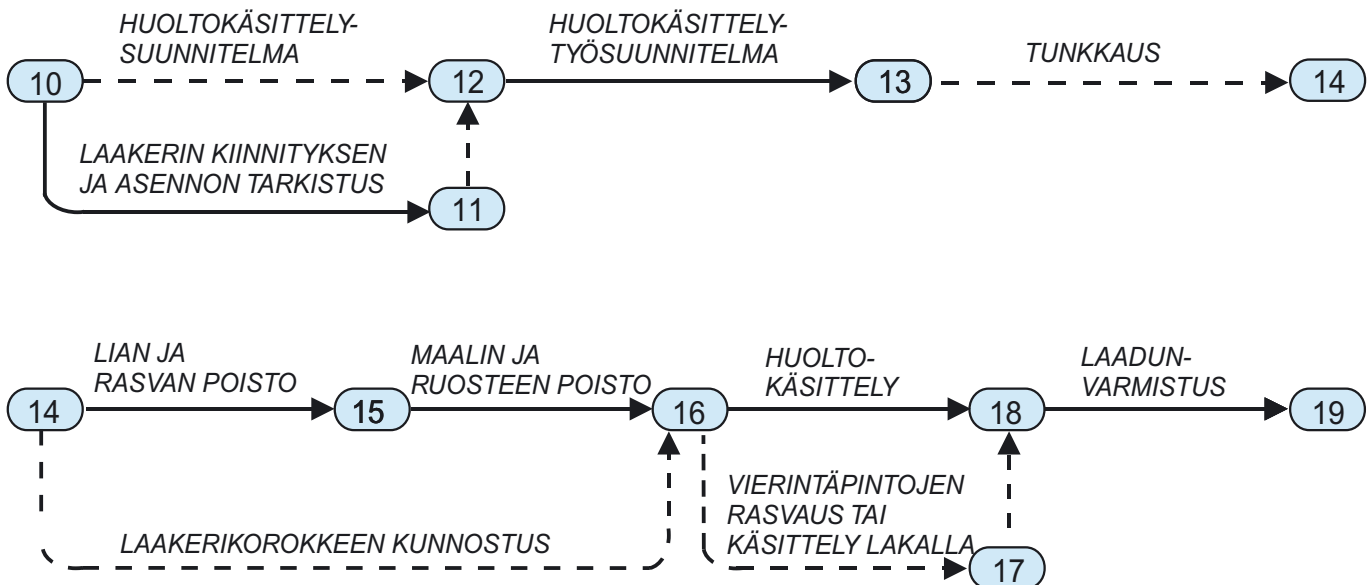 HUOLTOKÄSITTELY-
SUUNNITELMA
HUOLTOKÄSITTELY-
TYÖSUUNNITELMA
TUNKKAUS
10
12
13
14
LAAKERIN KIINNITYKSEN
JA ASENNON TARKISTUS
11
LIAN JA
RASVAN POISTO
MAALIN JA
RUOSTEEN POISTO
HUOLTO-
KÄSITTELY
LAADUN-
VARMISTUS
14
15
16
18
19
LAAKERIKOROKKEEN KUNNOSTUS
VIERINTÄPINTOJEN
RASVAUS TAI
KÄSITTELY LAKALLA
17